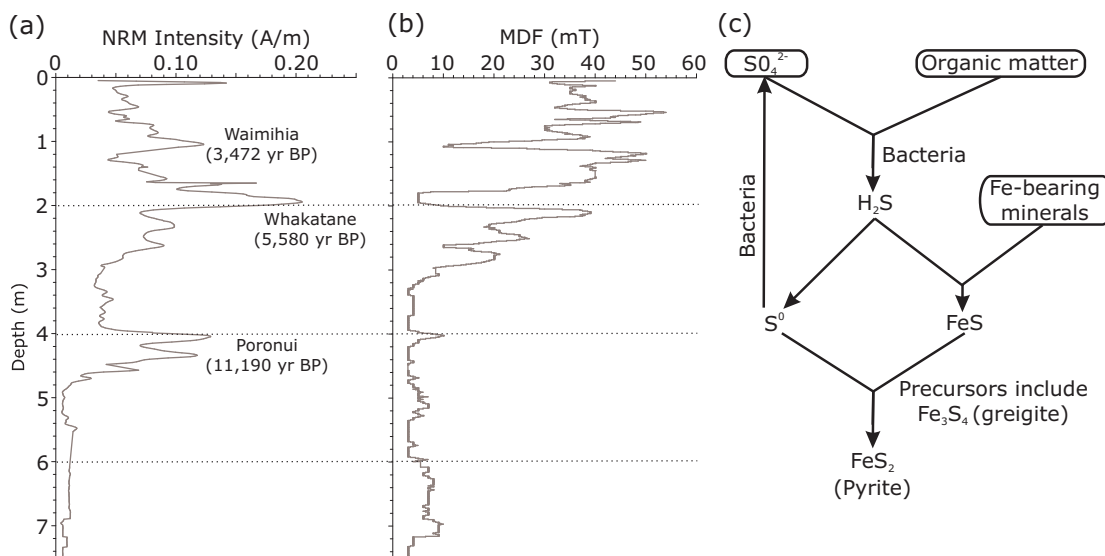 (a)
NRM Intensity (A/m)
0.10
0.20
0
1
2
3
4
5
6
7
Depth (m)
Waimihia
(3,472 yr BP)
Whakatane
(5,580 yr BP)
Poronui
(11,190 yr BP)
(b)
MDF (mT)
0 10 20 30 40 50 60
(c)
SO₄²⁻
Organic matter
Bacteria
H₂S
Fe-bearing
minerals
Bacteria
S⁰
FeS
Precursors include
Fe₃S₄ (greigite)
FeS₂
(Pyrite)